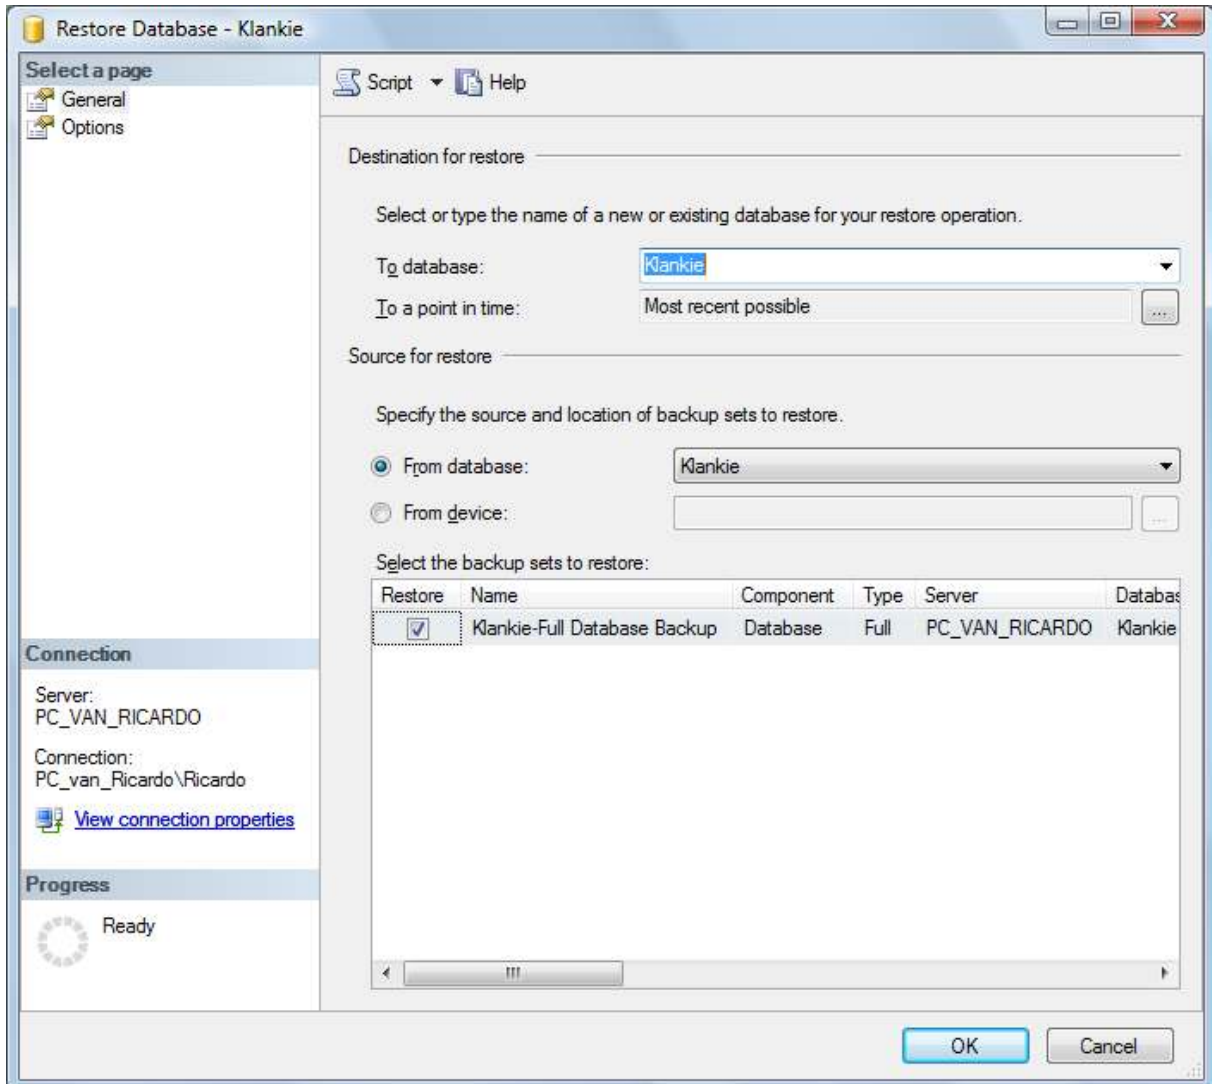 Restore Database - Klankie
Select a page
General
Options
Script
Help
Destination for restore
Select or type the name of a new or existing database for your restore operation.
To database:
Klankie
To a point in time:
Most recent possible
...
Source for restore
Specify the source and location of backup sets to restore.
From database:
Klankie
From device:
...
Select the backup sets to restore:
Restore Name Component Type Server Databas
Klankie-Full Database Backup Database Full PC_VAN_RICARDO Klankie
Connection
Server:
PC_VAN_RICARDO
Connection:
PC_van_Ricardo\Ricardo
View connection properties
Progress
Ready
OK
Cancel